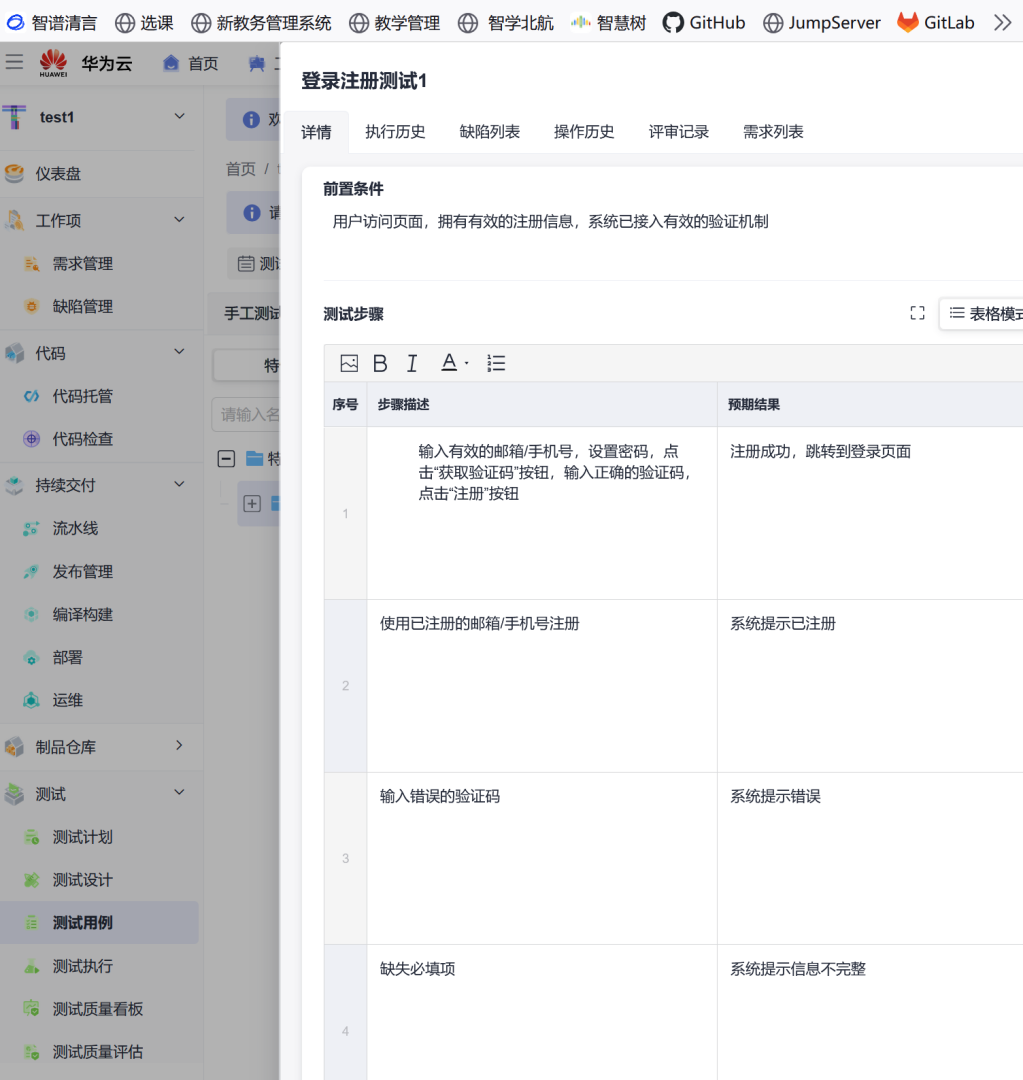 智谱清言 选课 新教务管理系统 教学管理 智学北航 智慧树 GitHub JumpServer GitLab
HUAWEI 华为云 首页
登录注册测试1
test1
详情 执行历史 缺陷列表 操作历史 评审记录 需求列表
首页 /
仪表盘
前置条件
工作项
用户访问页面，拥有有效的注册信息，系统已接入有效的验证机制
需求管理
缺陷管理
测试步骤
表格模式
手工测试
代码
B I A
代码托管
请输入名
序号 步骤描述 预期结果
代码检查
1
输入有效的邮箱/手机号，设置密码，点
击“获取验证码”按钮，输入正确的验证码，
点击“注册”按钮
注册成功，跳转到登录页面
持续交付
流水线
发布管理
编译构建
2
使用已注册的邮箱/手机号注册
系统提示已注册
部署
运维
制品仓库
测试
3
输入错误的验证码
系统提示错误
测试计划
测试设计
测试用例
4
缺失必填项
系统提示信息不完整
测试执行
测试质量看板
测试质量评估